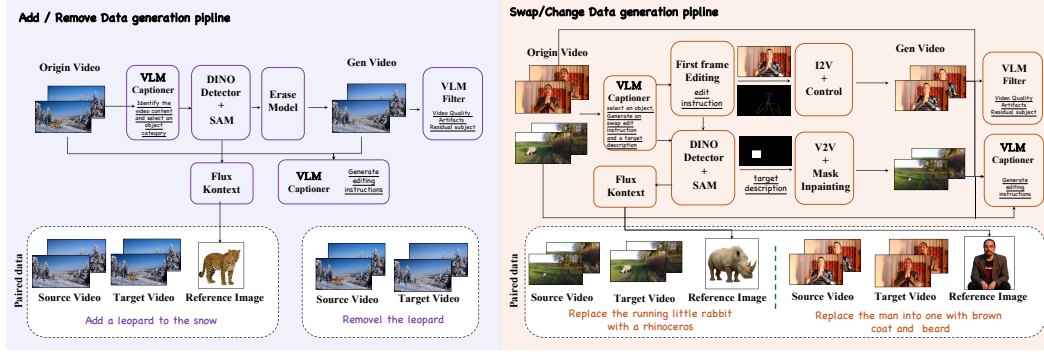 Add / Remove Data generation pipline
Origin Video
VLM
Captioner
Identify the
video content
and select an
object
category
DINO
Detector
+
SAM
Erase
Model
Gen Video
VLM
Filter
Video Quality
Artifacts
Residual subject
Flux
Kontext
VLM
Captioner
Generate
editing
instructions
Paired data
Source Video
Target Video
Reference Image
Add a leopard to the snow
Source Video
Target Video
Removel the leopard
Swap/Change Data generation pipline
Origin Video
VLM
Captioner
select an object,
Generate an
swap edit
instruction
and a target
description
First frame
Editing
edit
instruction
I2V
+
Control
Gen Video
VLM
Filter
Video Quality
Artifacts
Residual subject
DINO
Detector
+
SAM
target
description
V2V
+
Mask
Inpainting
VLM
Captioner
Generate
editing
instructions
Flux
Kontext
Paired data
Source Video
Target Video
Reference Image
Replace the running little rabbit
with a rhinoceros
Source Video
Target Video
Reference Image
Replace the man into one with brown
coat and beard